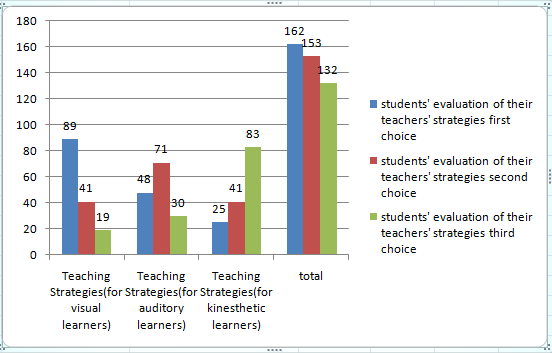 180
160
140
120
100
80
60
40
20
0
89
41
19
48
71
30
25
41
83
162
153
132
Teaching
Strategies(for
visual
learners)
Teaching
Strategies(for
auditory
learners)
Teaching
Strategies(for
kinesthetic
learners)
total
students' evaluation of their
teachers' strategies first
choice
students' evaluation of their
teachers' strategies second
choice
students' evaluation of their
teachers' strategies third
choice